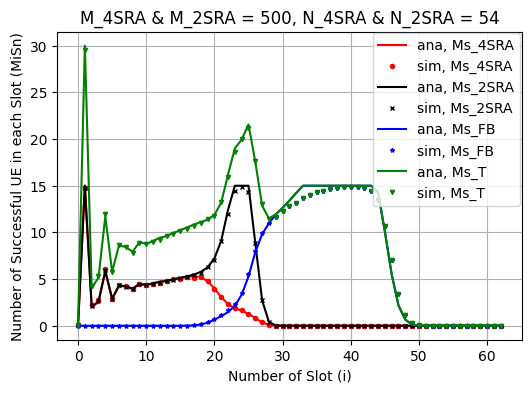 M_4SRA & M_2SRA = 500, N_4SRA & N_2SRA = 54
Number of Successful UE in each Slot (MiSn)
30
25
20
15
10
5
0
ana, Ms_4SRA
sim, Ms_4SRA
ana, Ms_2SRA
sim, Ms_2SRA
ana, Ms_FB
sim, Ms_FB
ana, Ms_T
sim, Ms_T
0 10 20 30 40 50 60
Number of Slot (i)